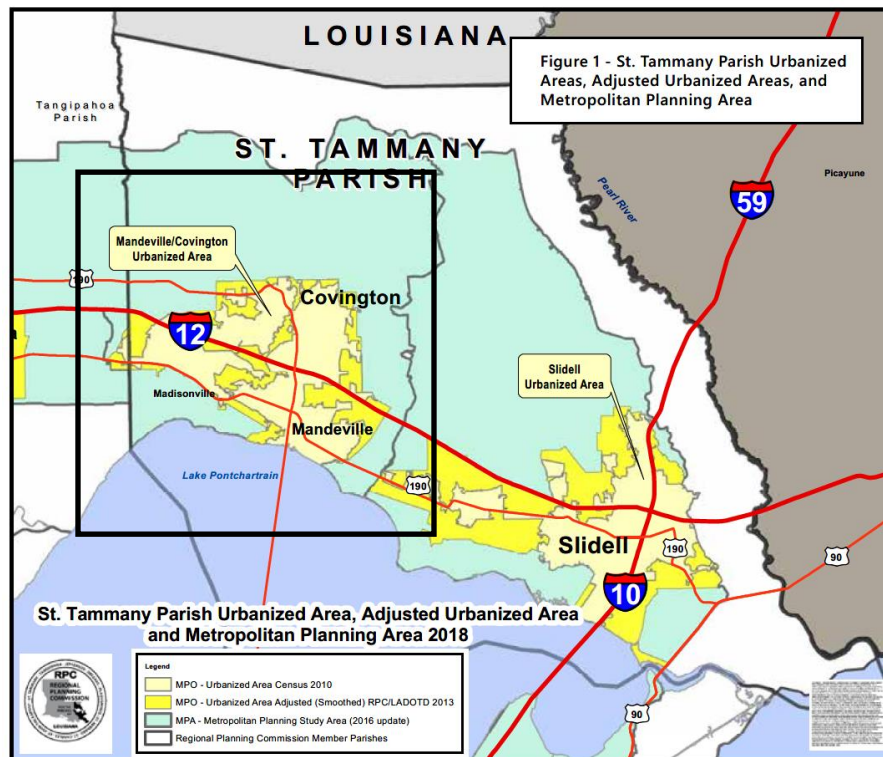 LOUISIANA
Figure 1 - St. Tammany Parish Urbanized
Areas, Adjusted Urbanized Areas, and
Metropolitan Planning Area
Tangipahoa
Parish
ST. TAMMANY
PARISH
Pearl River
Picayune
59
190
Mandeville/Covington
Urbanized Area
Covington
12
Slidell
Urbanized Area
Madisonville
Mandeville
Lake Pontchartrain
190
Slidell
190
90
10
St. Tammany Parish Urbanized Area, Adjusted Urbanized Area
and Metropolitan Planning Area 2018
RPC
REGIONAL
PLANNING
COMMISSION
LOUISIANA
Legend
MPO - Urbanized Area Census 2010
MPO - Urbanized Area Adjusted (Smoothed) RPC/LADOTD 2013
MPA - Metropolitan Planning Study Area (2016 update)
Regional Planning Commission Member Parishes
90